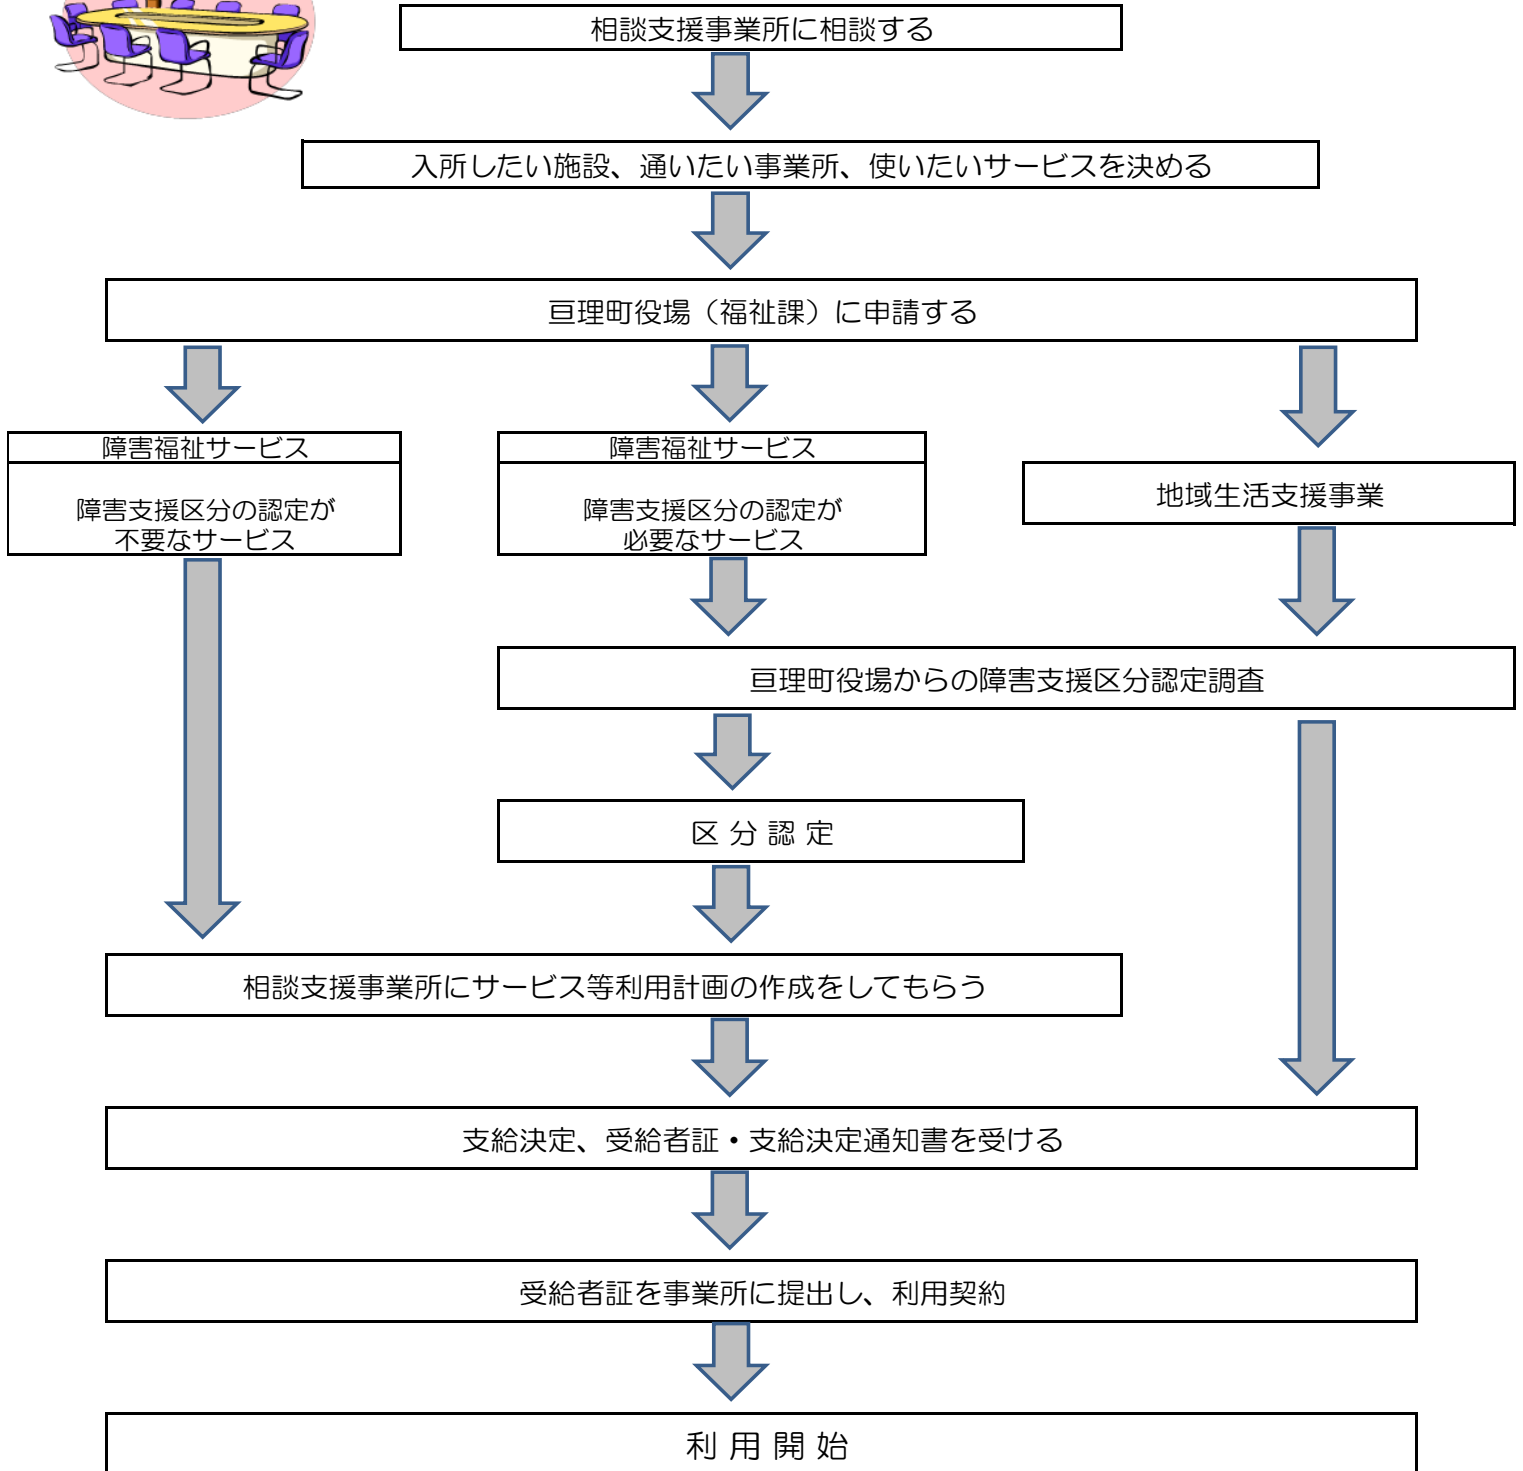 相談支援事業所に相談する
入所したい施設、通いたい事業所、使いたいサービスを決める
亘理町役場（福祉課）に申請する
障害福祉サービス
障害支援区分の認定が
不要なサービス
障害福祉サービス
障害支援区分の認定が
必要なサービス
地域生活支援事業
亘理町役場からの障害支援区分認定調査
区 分 認 定
相談支援事業所にサービス等利用計画の作成をしてもらう
支給決定、受給者証・支給決定通知書を受ける
受給者証を事業所に提出し、利用契約
利 用 開 始